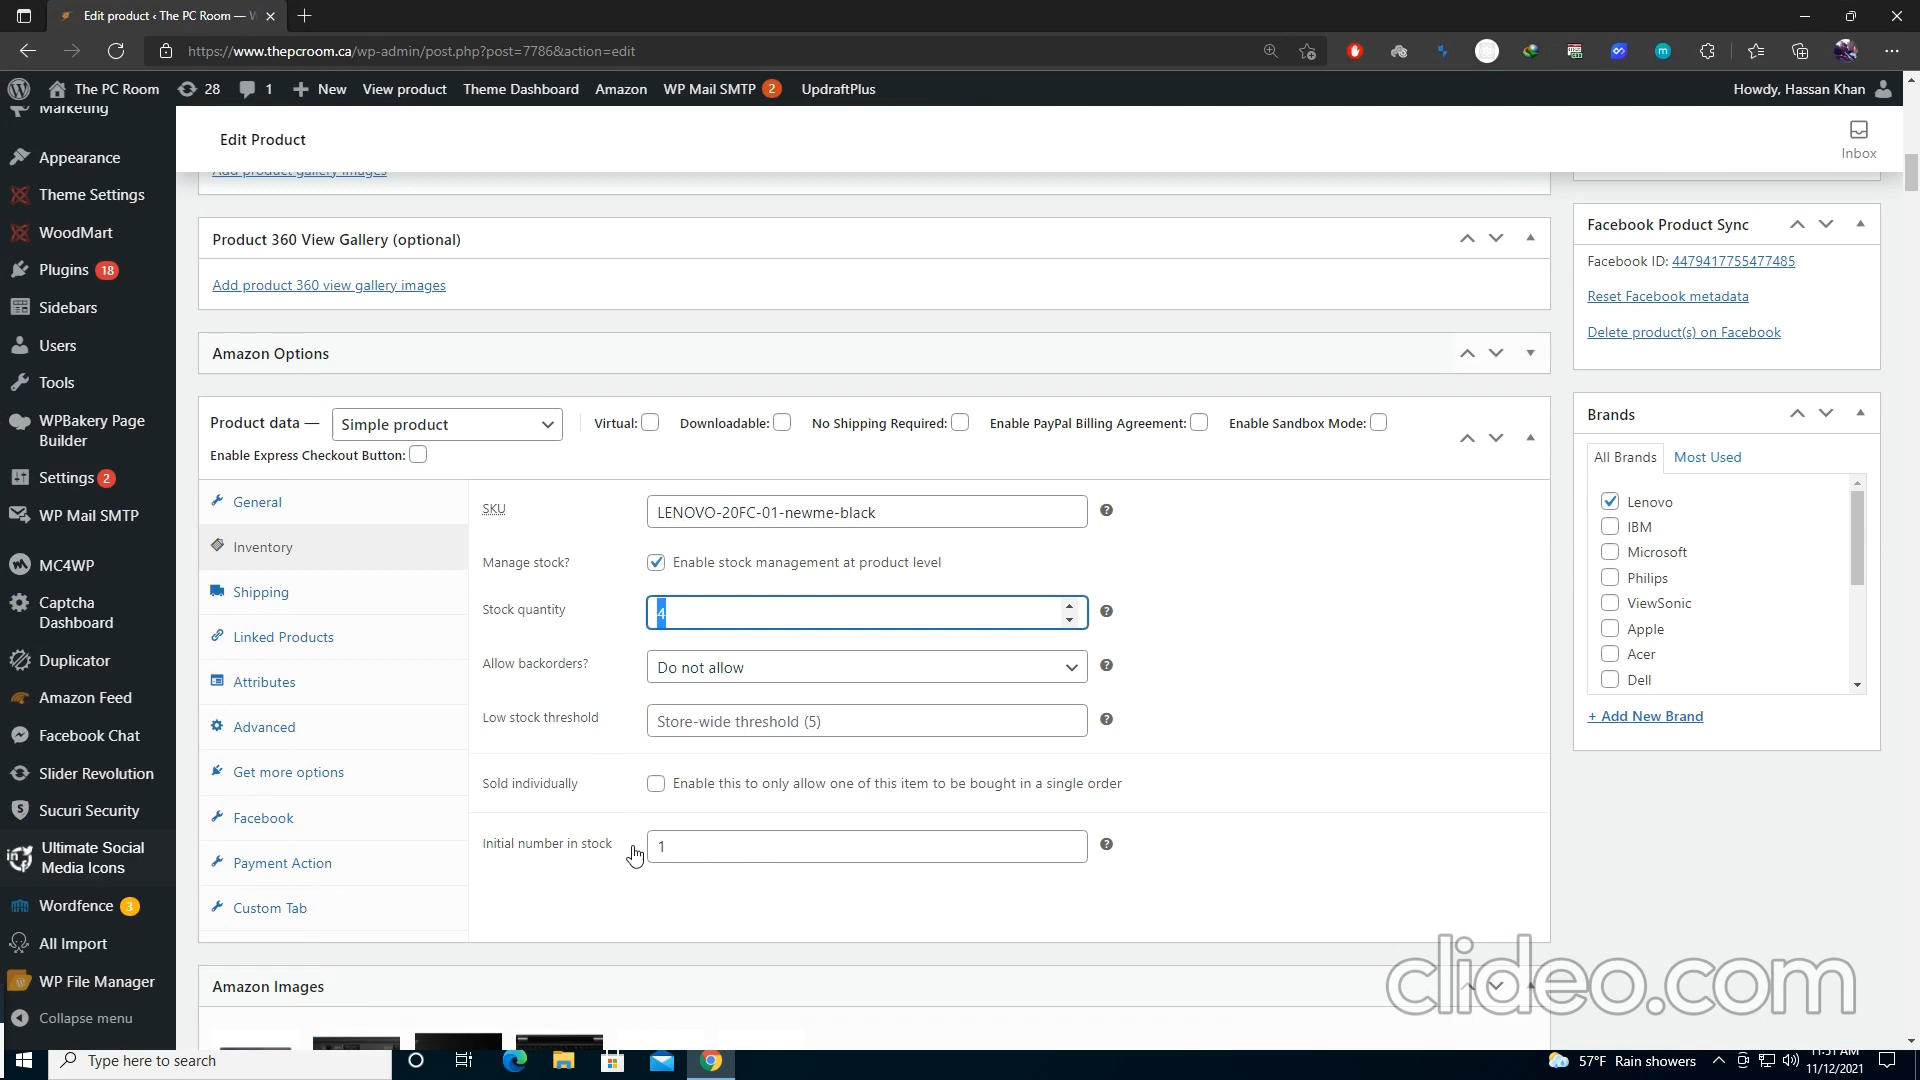 Edit product ‹ The PC Room — W
https://www.thepcroom.ca/wp-admin/post.php?post=7786&action=edit
The PC Room 28 1 New View product Theme Dashboard Amazon WP Mail SMTP 2 UpdraftPlus Howdy, Hassan Khan
Marketing
Appearance
Theme Settings
WoodMart
Plugins 18
Sidebars
Users
Tools
WPBakery Page
Builder
Settings 2
WP Mail SMTP
MC4WP
Captcha
Dashboard
Duplicator
Amazon Feed
Facebook Chat
Slider Revolution
Sucuri Security
Ultimate Social
Media Icons
Wordfence 3
All Import
WP File Manager
Collapse menu
Edit Product
Inbox
Add product gallery images
Product 360 View Gallery (optional)
Add product 360 view gallery images
Amazon Options
Product data — Simple product Virtual: Downloadable: No Shipping Required: Enable PayPal Billing Agreement: Enable Sandbox Mode:
Enable Express Checkout Button:
General
Inventory
Shipping
Linked Products
Attributes
Advanced
Get more options
Facebook
Payment Action
Custom Tab
SKU LENOVO-20FC-01-newme-black
Manage stock? Enable stock management at product level
Stock quantity 4
Allow backorders? Do not allow
Low stock threshold Store-wide threshold (5)
Sold individually Enable this to only allow one of this item to be bought in a single order
Initial number in stock 1
Amazon Images
Facebook Product Sync
Facebook ID: 4479417755477485
Reset Facebook metadata
Delete product(s) on Facebook
Brands
All Brands Most Used
Lenovo
IBM
Microsoft
Philips
ViewSonic
Apple
Acer
Dell
+ Add New Brand
clideo.com
Type here to search
57°F Rain showers
11:51 AM
11/12/2021